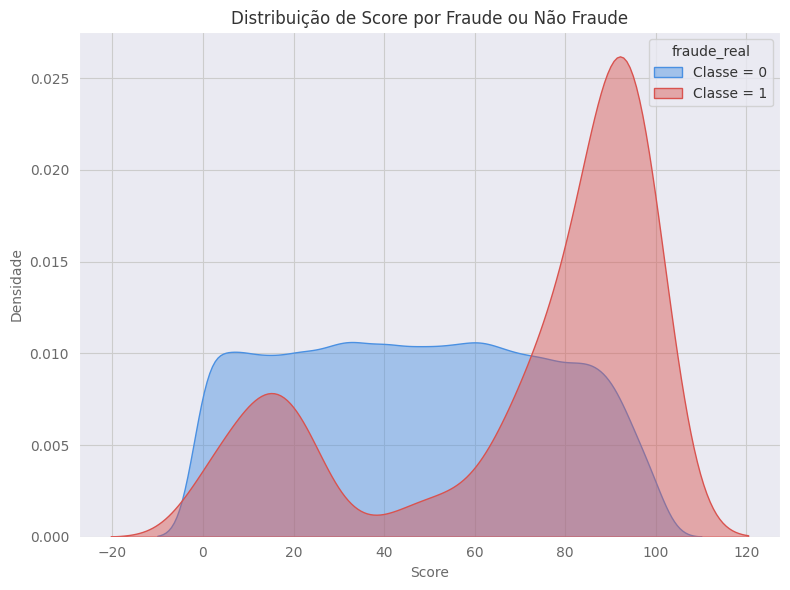 Distribuição de Score por Fraude ou Não Fraude
fraude_real
Classe = 0
Classe = 1
Densidade
0.025
0.020
0.015
0.010
0.005
0.000
−20
0
20
40
60
80
100
120
Score